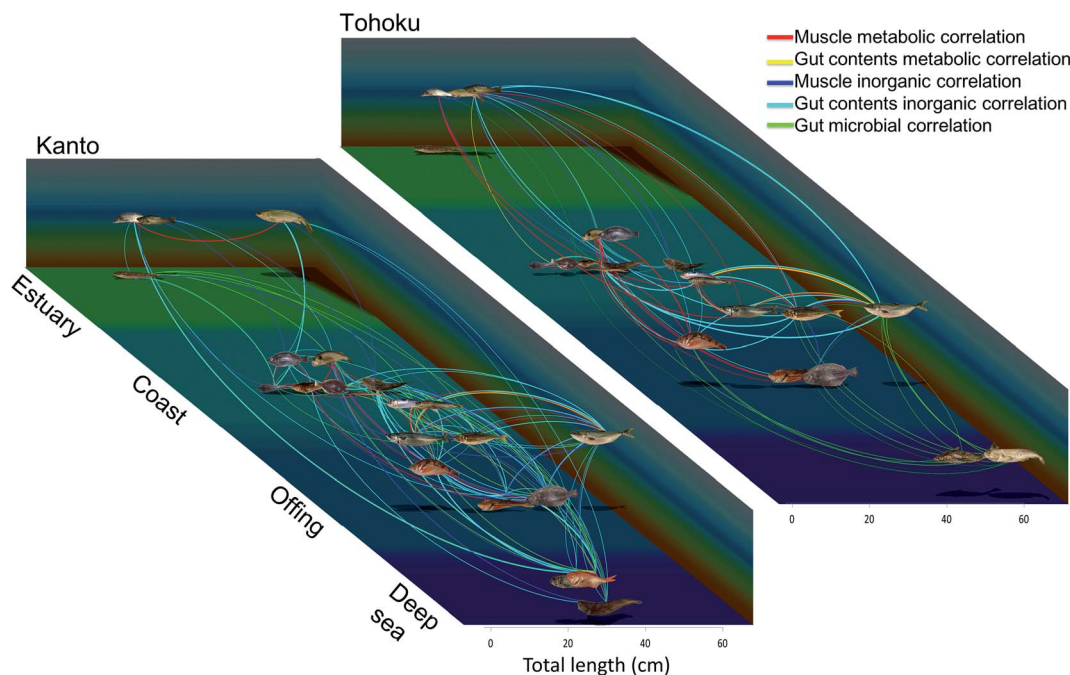 Tohoku
Muscle metabolic correlation
Gut contents metabolic correlation
Muscle inorganic correlation
Gut contents inorganic correlation
Gut microbial correlation
Kanto
Estuary
Coast
Offing
Deep
sea
0 20 40 60
0 20 40 60
Total length (cm)